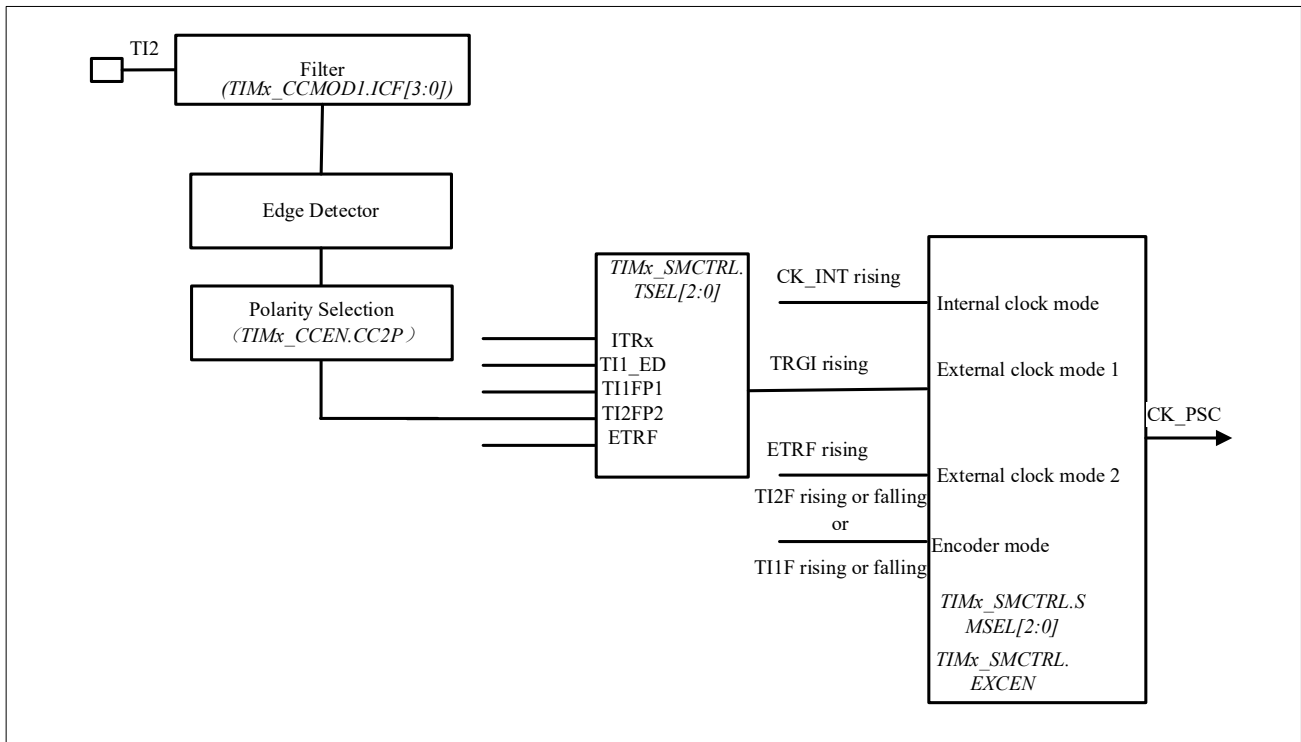 TI2
Filter
(TIMx_CCMOD1.ICF[3:0])
Edge Detector
Polarity Selection
（TIMx_CCEN.CC2P）
TIMx_SMCTRL.
TSEL[2:0]
ITRx
TI1_ED
TI1FP1
TI2FP2
ETRF
CK_INT rising
TRGI rising
ETRF rising
TI2F rising or falling
or
TI1F rising or falling
Internal clock mode
External clock mode 1
External clock mode 2
Encoder mode
TIMx_SMCTRL.S
MSEL[2:0]
TIMx_SMCTRL.
EXCEN
CK_PSC